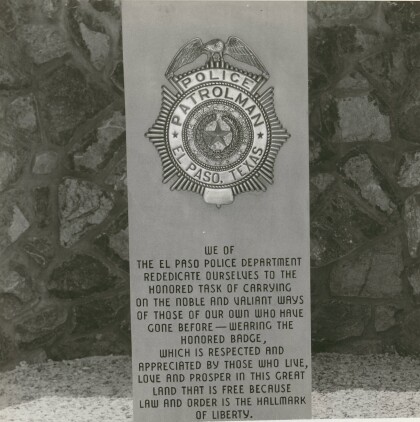 POLICE
PATROLMAN
EL PASO, TEXAS
WE OF
THE EL PASO POLICE DEPARTMENT
REDEDICATE OURSELVES TO THE
HONORED TASK OF CARRYING
ON THE NOBLE AND VALIANT WAYS
OF THOSE OF OUR OWN WHO HAVE
GONE BEFORE — WEARING THE
HONORED BADGE,
WHICH IS RESPECTED AND
APPRECIATED BY THOSE WHO LIVE,
LOVE AND PROSPER IN THIS GREAT
LAND THAT IS FREE BECAUSE
LAW AND ORDER IS THE HALLMARK
OF LIBERTY.